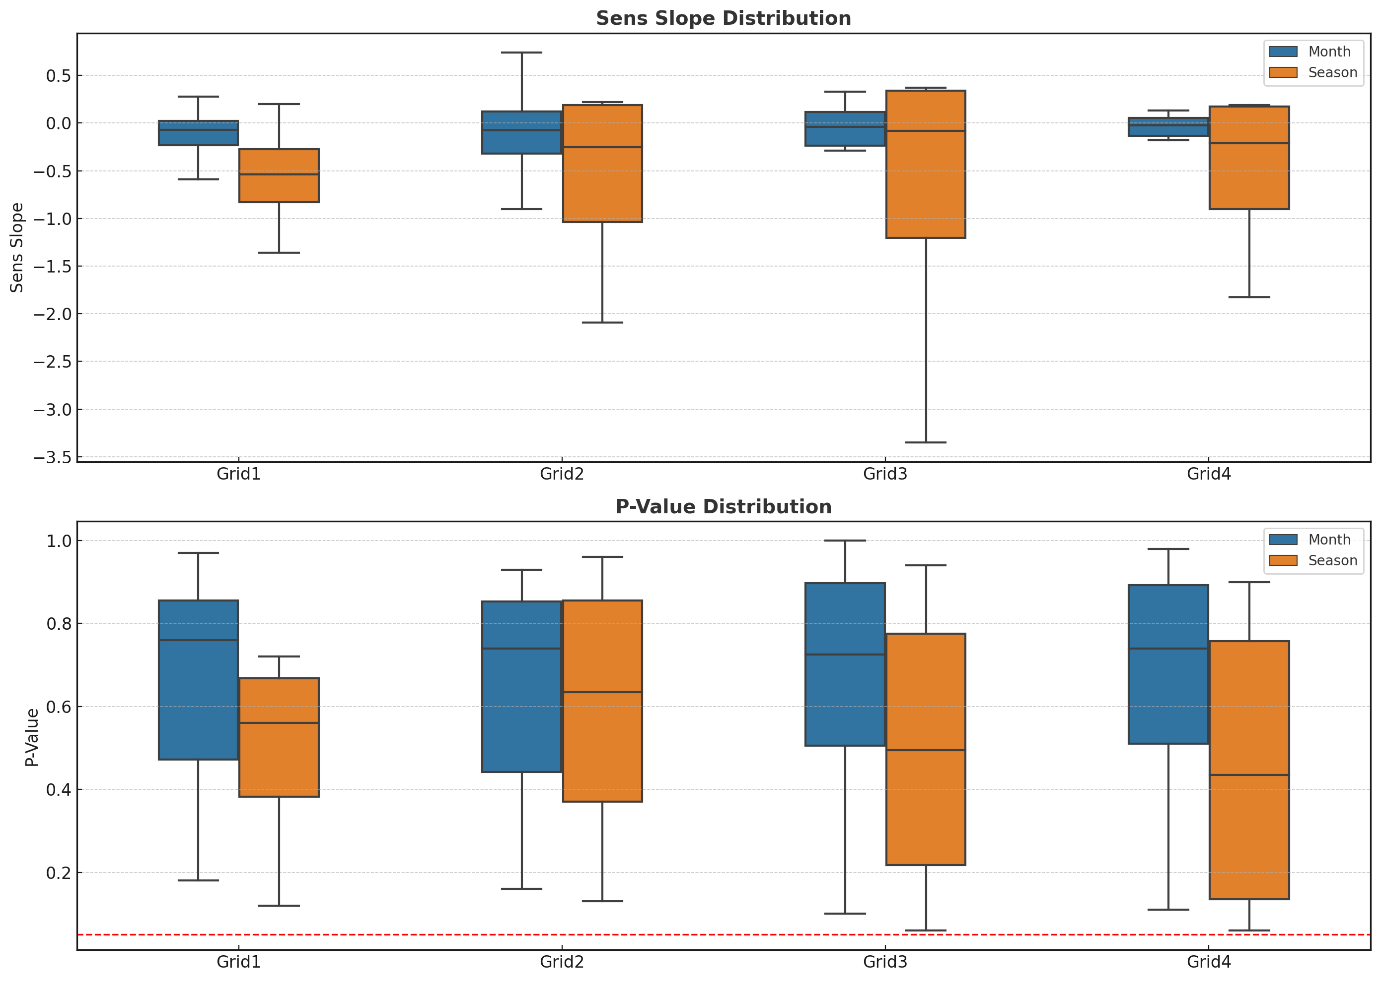 Sens Slope Distribution
Month
Season
0.5
0.0
−0.5
−1.0
−1.5
−2.0
−2.5
−3.0
−3.5
Sens Slope
Grid1 Grid2 Grid3 Grid4
P-Value Distribution
Month
Season
1.0
0.8
0.6
0.4
0.2
P-Value
Grid1 Grid2 Grid3 Grid4